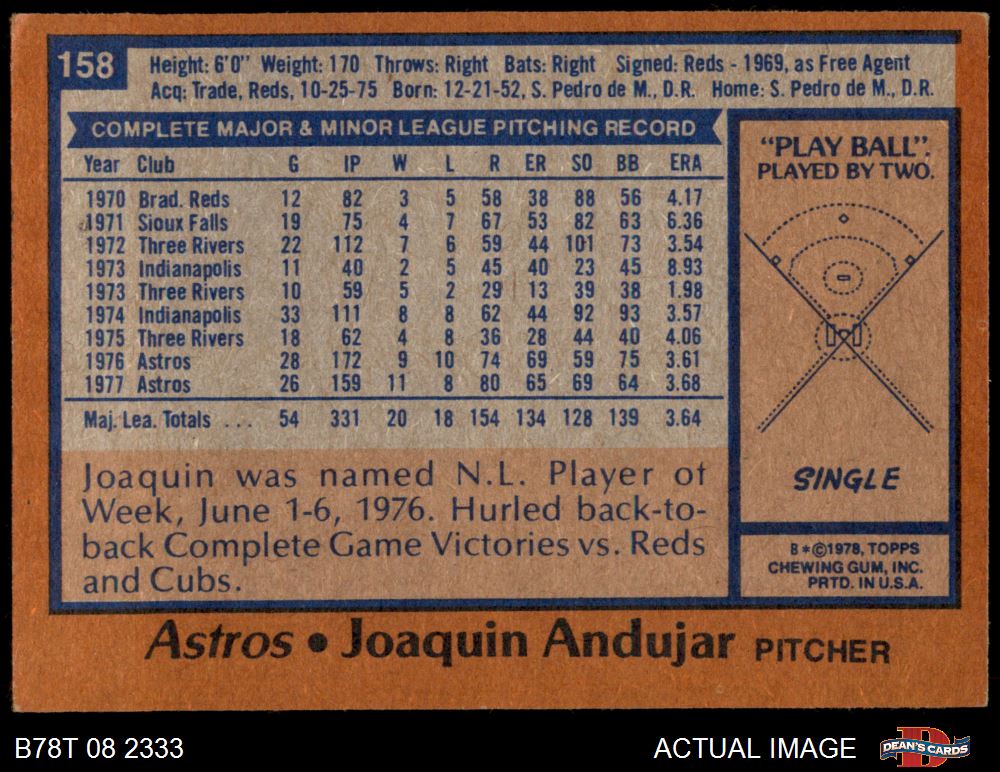 158
Height: 6'0" Weight: 170 Throws: Right Bats: Right Signed: Reds - 1969, as Free Agent
Acq: Trade, Reds, 10-25-75 Born: 12-21-52, S. Pedro de M., D.R. Home: S. Pedro de M., D.R.
COMPLETE MAJOR & MINOR LEAGUE PITCHING RECORD
Year Club G IP W L R ER SO BB ERA
1970 Brad. Reds 12 82 3 5 58 38 88 56 4.17
1971 Sioux Falls 19 75 4 7 67 53 82 63 6.36
1972 Three Rivers 22 112 7 6 59 44 101 73 3.54
1973 Indianapolis 11 40 2 5 45 40 23 45 8.93
1973 Three Rivers 10 59 5 2 29 13 39 38 1.98
1974 Indianapolis 33 111 8 8 62 44 92 93 3.57
1975 Three Rivers 18 62 4 8 36 28 44 40 4.06
1976 Astros 28 172 9 10 74 69 59 75 3.61
1977 Astros 26 159 11 8 80 65 69 64 3.68
Maj. Lea. Totals . . . 54 331 20 18 154 134 128 139 3.64
Joaquin was named N.L. Player of
Week, June 1-6, 1976. Hurled back-to-
back Complete Game Victories vs. Reds
and Cubs.
"PLAY BALL".
PLAYED BY TWO.
SINGLE
B*©1978, TOPPS
CHEWING GUM, INC.
PRTD. IN U.S.A.
Astros • Joaquin Andujar PITCHER
B78T 08 2333
ACTUAL IMAGE
D
DEAN'S CARDS